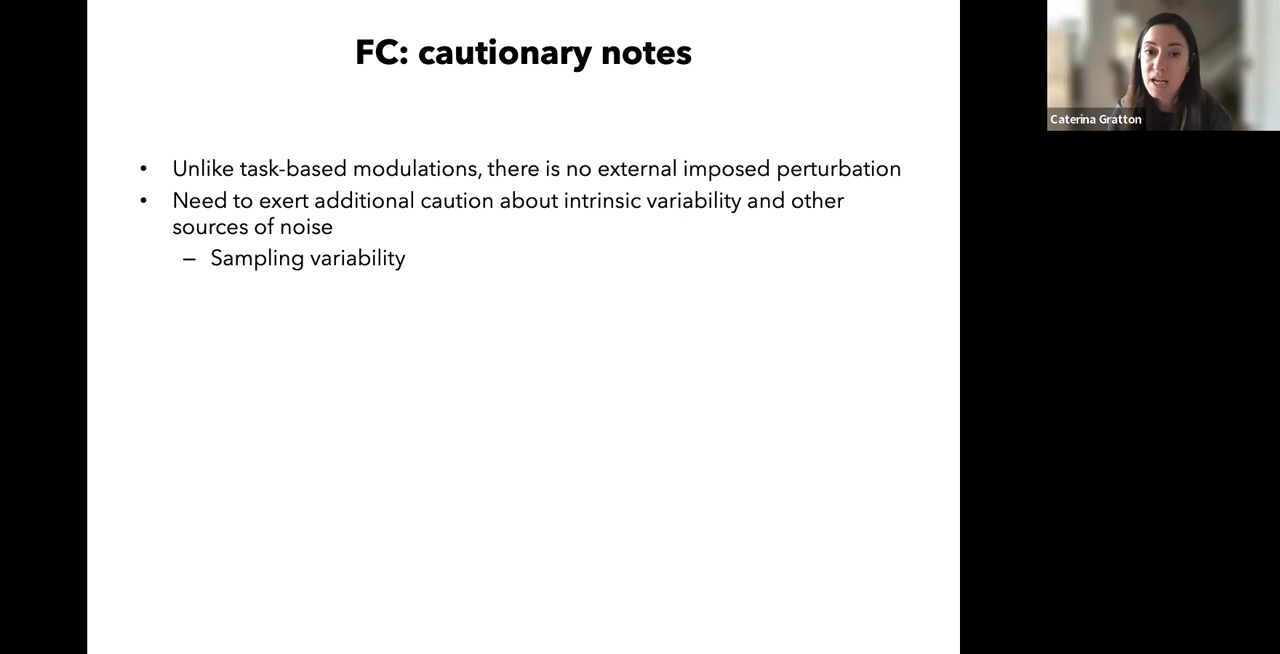 FC: cautionary notes
Caterina Gratton
• Unlike task-based modulations, there is no external imposed perturbation
• Need to exert additional caution about intrinsic variability and other
sources of noise
– Sampling variability